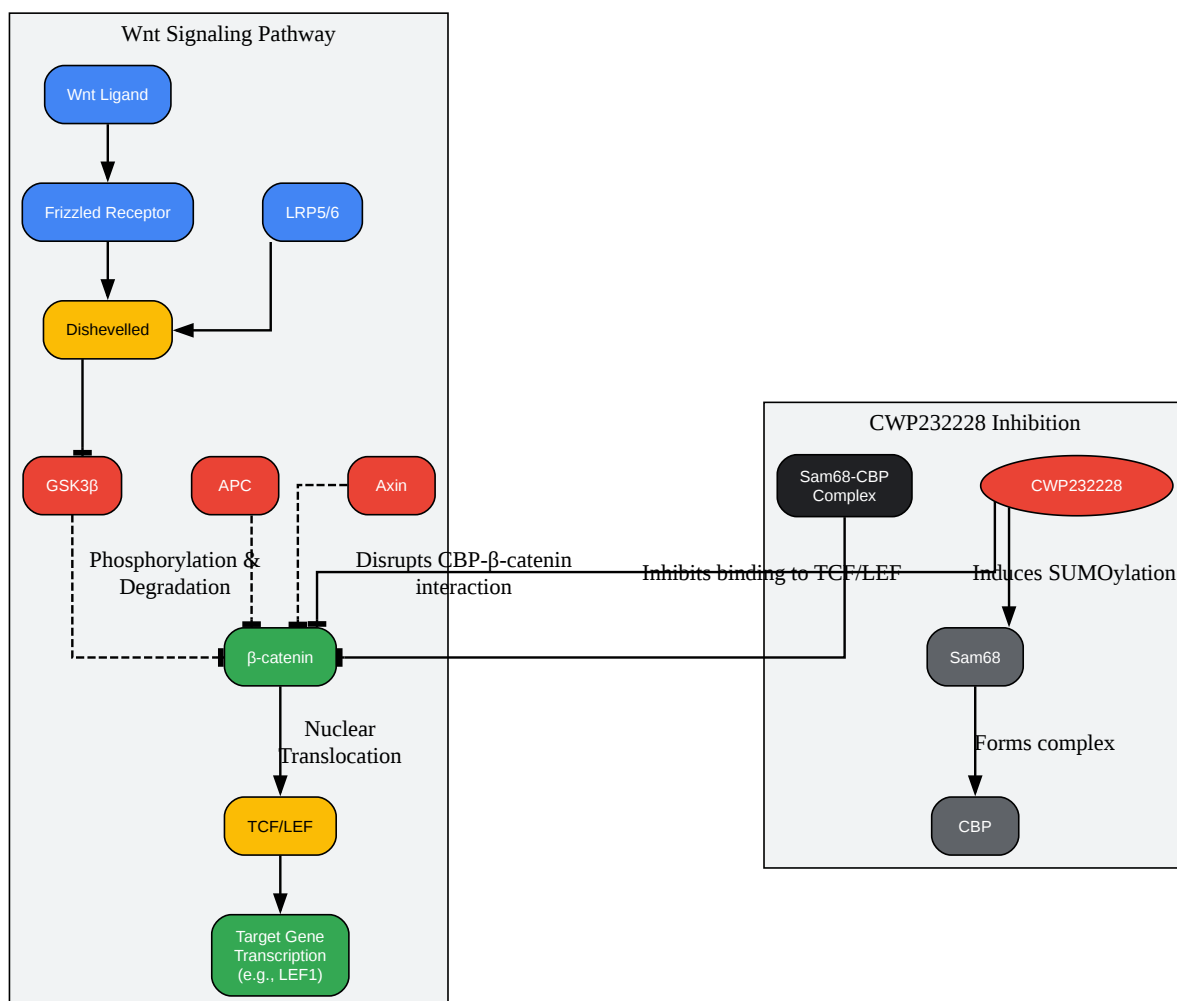 Wnt Signaling Pathway
Wnt Ligand
Frizzled Receptor
LRP5/6
Dishevelled
GSK3β
APC
Axin
Phosphorylation &
Degradation
Disrupts CBP-β-catenin
interaction
β-catenin
Nuclear
Translocation
TCF/LEF
Target Gene
Transcription
(e.g., LEF1)
CWP232228 Inhibition
Sam68-CBP
Complex
CWP232228
Inhibits binding to TCF/LEF
Induces SUMOylation
Sam68
Forms complex
CBP